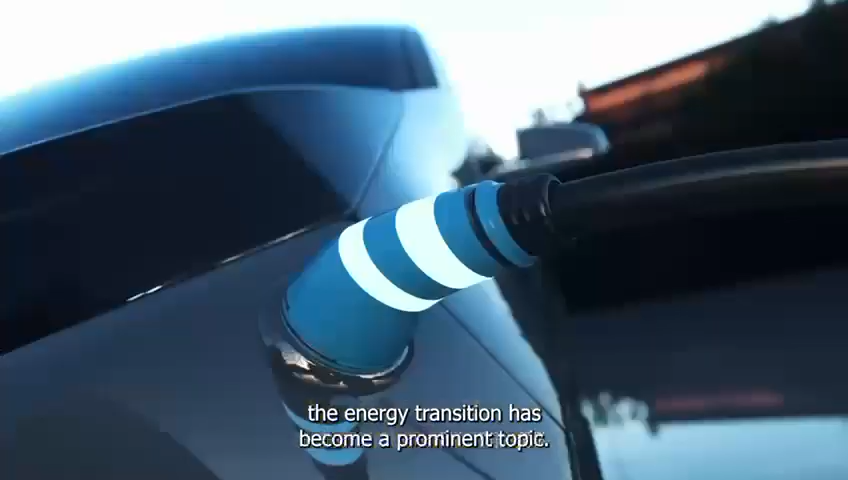 the energy transition has
become a prominent topic.